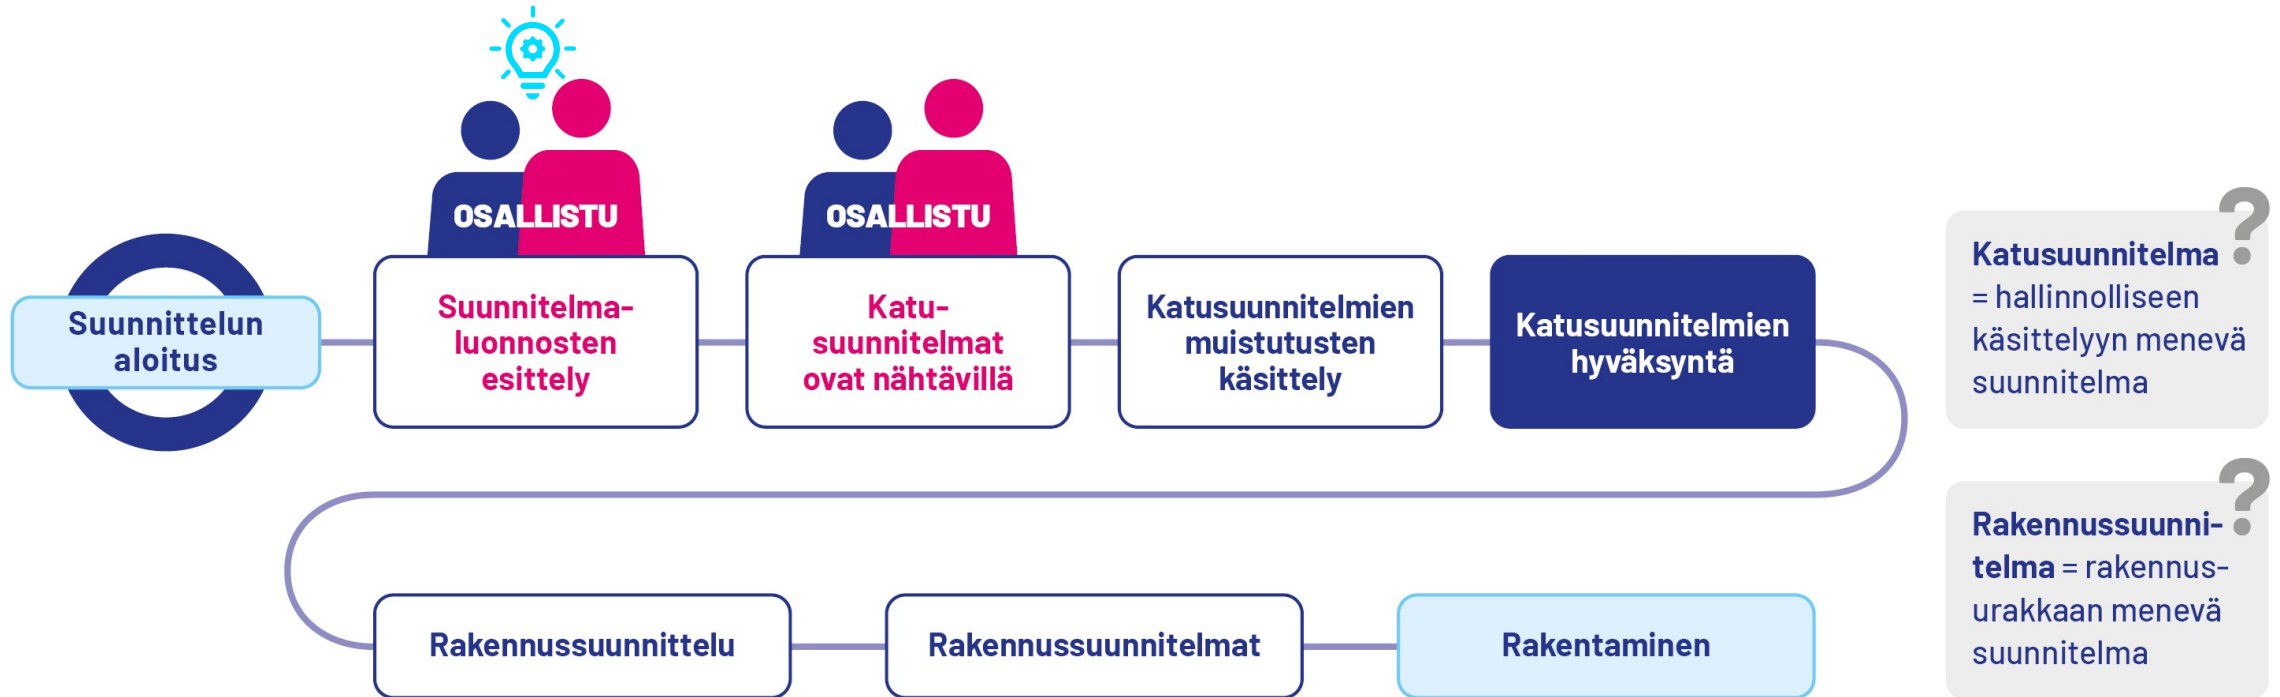 OSALLISTU
OSALLISTU
Suunnittelun
aloitus
Suunnitelma-
luonnosten
esittely
Katu-
suunnitelmat
ovat nähtävillä
Katusuunnitelmien
muistutusten
käsittely
Katusuunnitelmien
hyväksyntä
?
Katusuunnitelma
= hallinnolliseen
käsittelyyn menevä
suunnitelma
Rakennussuunnittelu
Rakennussuunnitelmat
Rakentaminen
?
Rakennussuunni-
telma = rakennus-
urakkaan menevä
suunnitelma